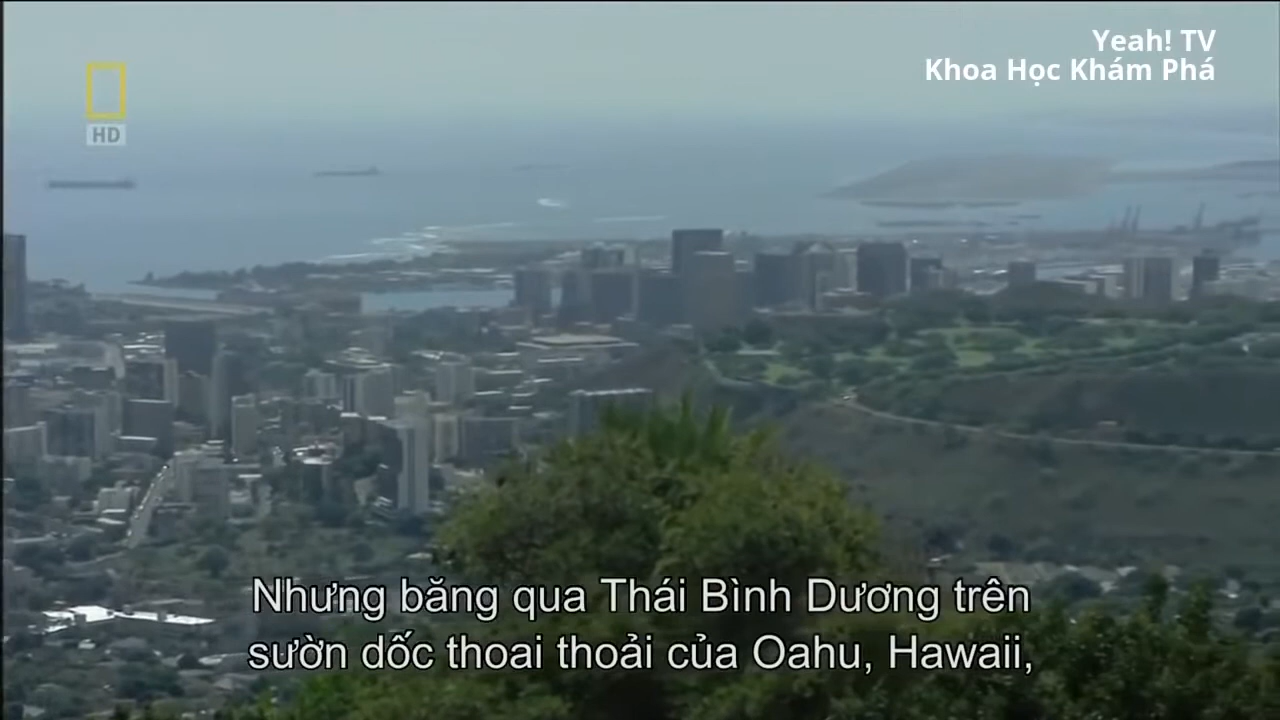 Yeah! TV
Khoa Học Khám Phá
HD
Nhưng băng qua Thái Bình Dương trên
sườn dốc thoai thoải của Oahu, Hawaii,